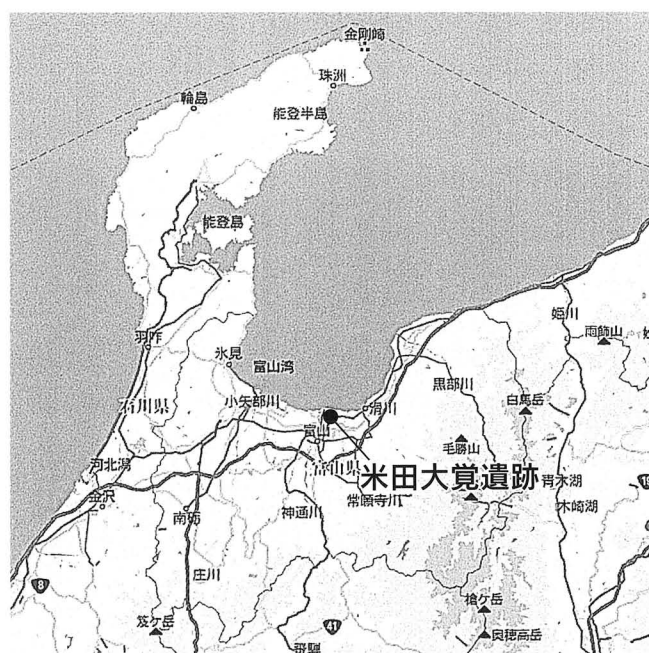 金剛崎
珠洲
輪島
能登半島
能登島
姫川
雨飾山
羽咋
氷見
富山湾
黒部川
白馬岳
石川県
小矢部川
滑川
富山
毛勝山
河北潟
富山県
米田大覚遺跡
青木湖
金沢
南砺
神通川
常願寺川
木崎湖
庄川
8
槍ケ岳
笈ケ岳
41
奥穂高岳
飛騨